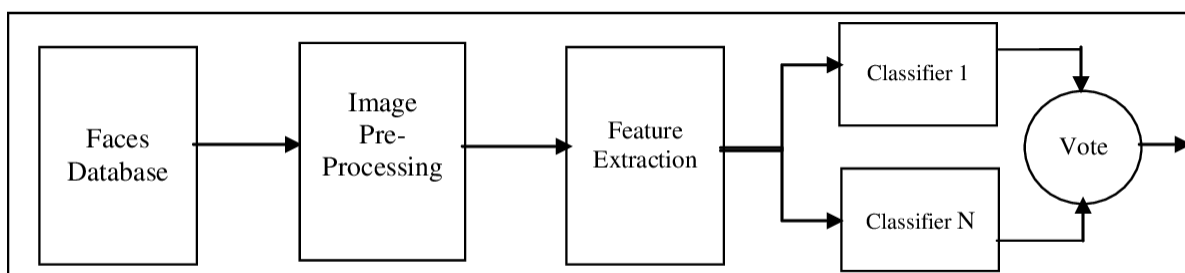 Faces
Database
Image
Pre-
Processing
Feature
Extraction
Classifier 1
Classifier N
Vote